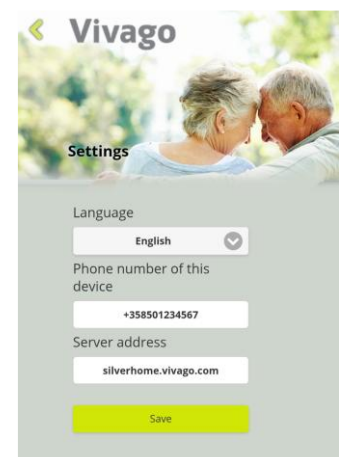 Vivago
Settings
Language
English
Phone number of this
device
+358501234567
Server address
silverhome.vivago.com
Save